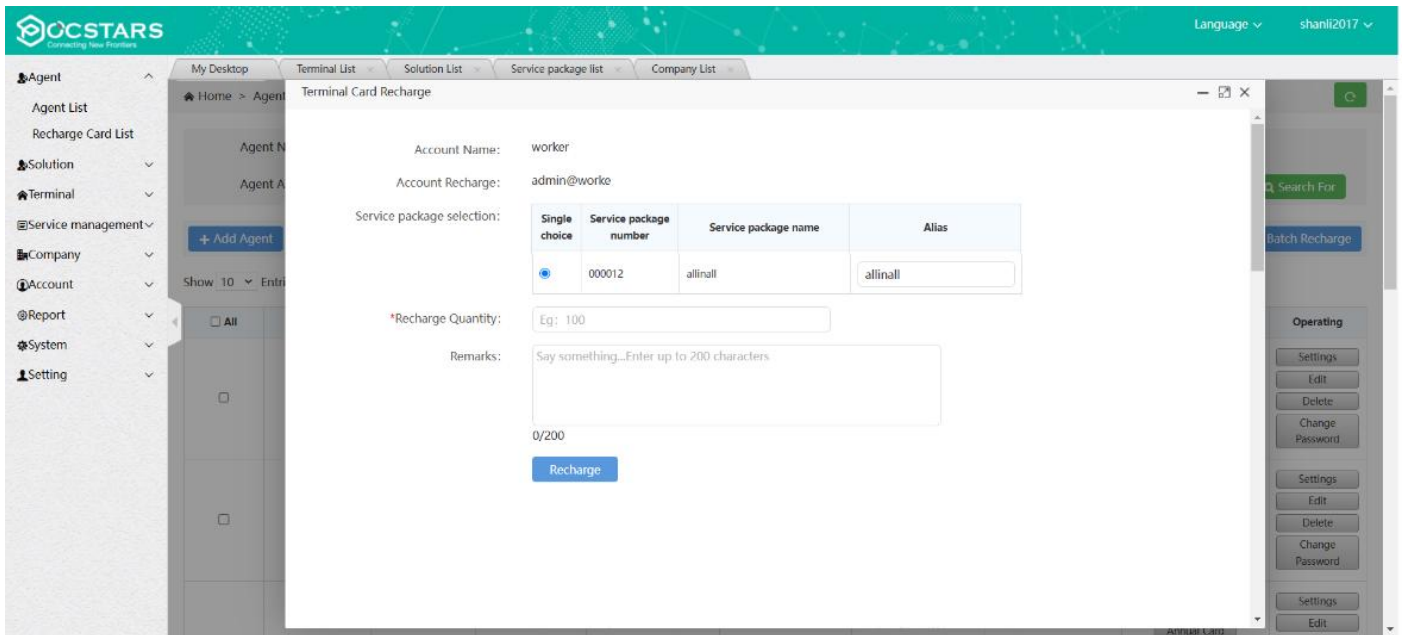 POCSTARS
Connecting New Frontiers
Language
shanli2017
Agent
Agent List
Recharge Card List
Solution
Terminal
Service management
Company
Account
Report
System
Setting
My Desktop
Terminal List
Solution List
Service package list
Company List
Home > Agent
Agent N
Agent A
Search For
+ Add Agent
Batch Recharge
Show 10 Entri
All
Operating
Settings
Edit
Delete
Change
Password
Settings
Edit
Delete
Change
Password
Settings
Edit
Annual Card
Terminal Card Recharge
Account Name: worker
Account Recharge: admin@worke
Service package selection:
Single choice
Service package number
Service package name
Alias
000012
allinall
allinall
*Recharge Quantity: Eg: 100
Remarks: Say something...Enter up to 200 characters
0/200
Recharge